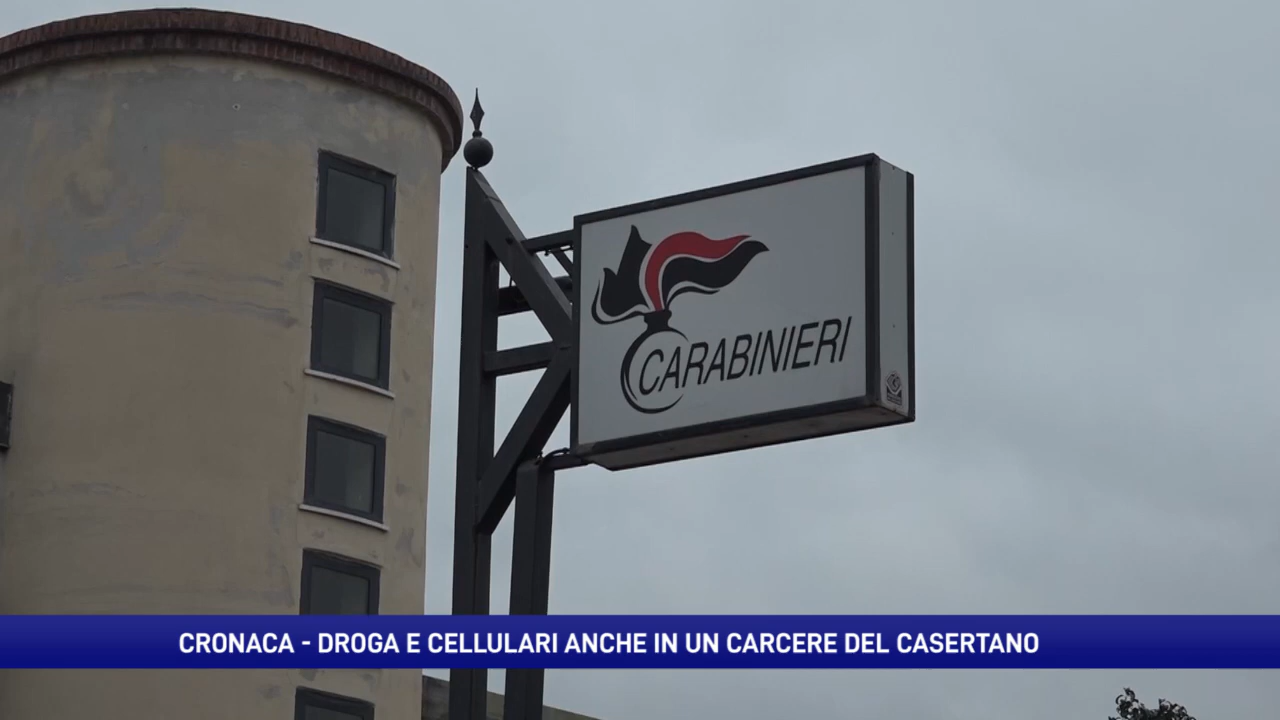 CARABINIERI
CRONACA - DROGA E CELLULARI ANCHE IN UN CARCERE DEL CASERTANO